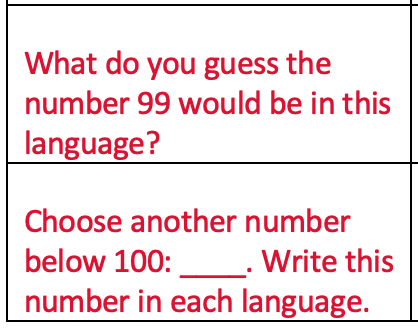 What do you guess the
number 99 would be in this
language?
Choose another number
below 100: ____. Write this
number in each language.